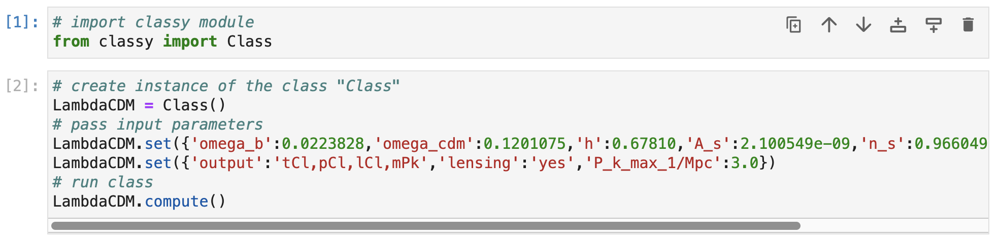 [1]: # import classy module
from classy import Class
[2]: # create instance of the class "Class"
LambdaCDM = Class()
# pass input parameters
LambdaCDM.set({'omega_b':0.0223828,'omega_cdm':0.1201075,'h':0.67810,'A_s':2.100549e-09,'n_s':0.966049
LambdaCDM.set({'output':'tCl,pCl,lCl,mPk','lensing':'yes','P_k_max_1/Mpc':3.0})
# run class
LambdaCDM.compute()